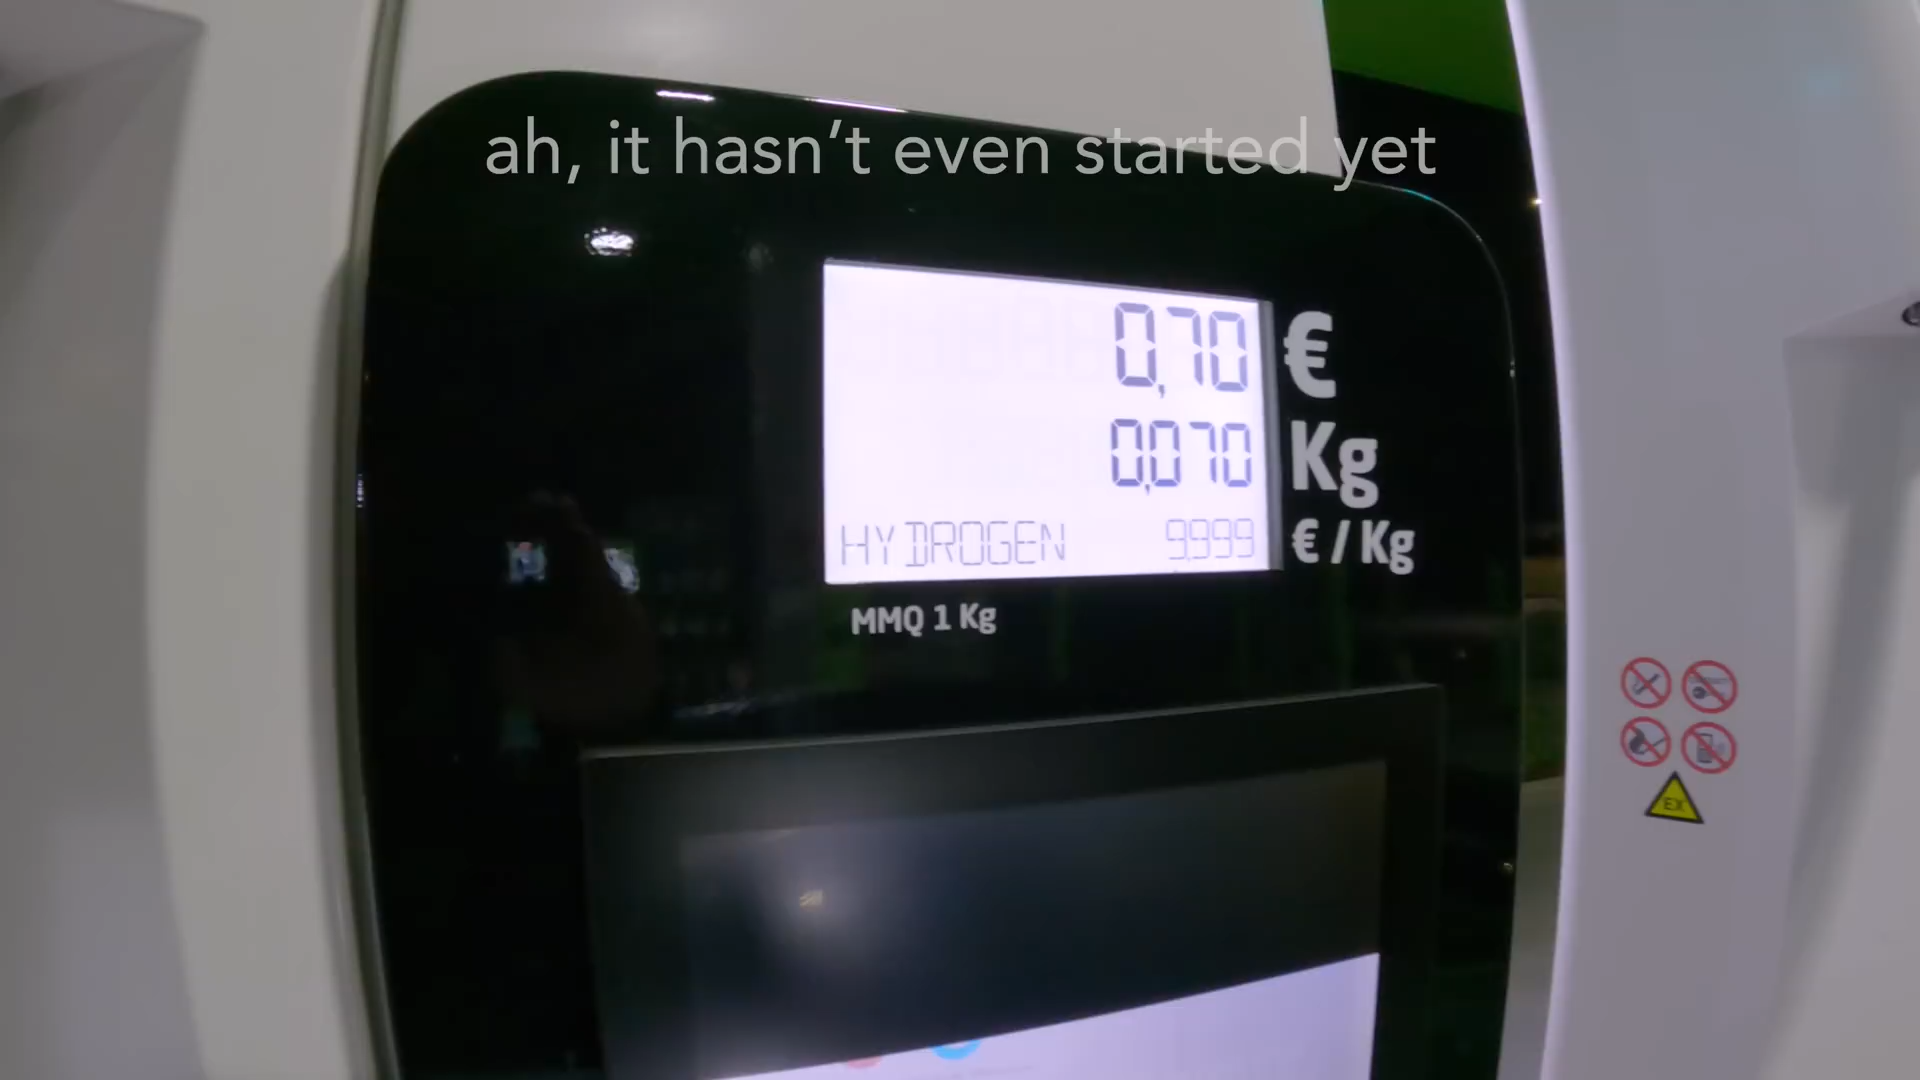 ah, it hasn’t even started yet
0,70 €
0,070 Kg
HYDROGEN 9,999 € / Kg
MMQ 1 Kg
EX